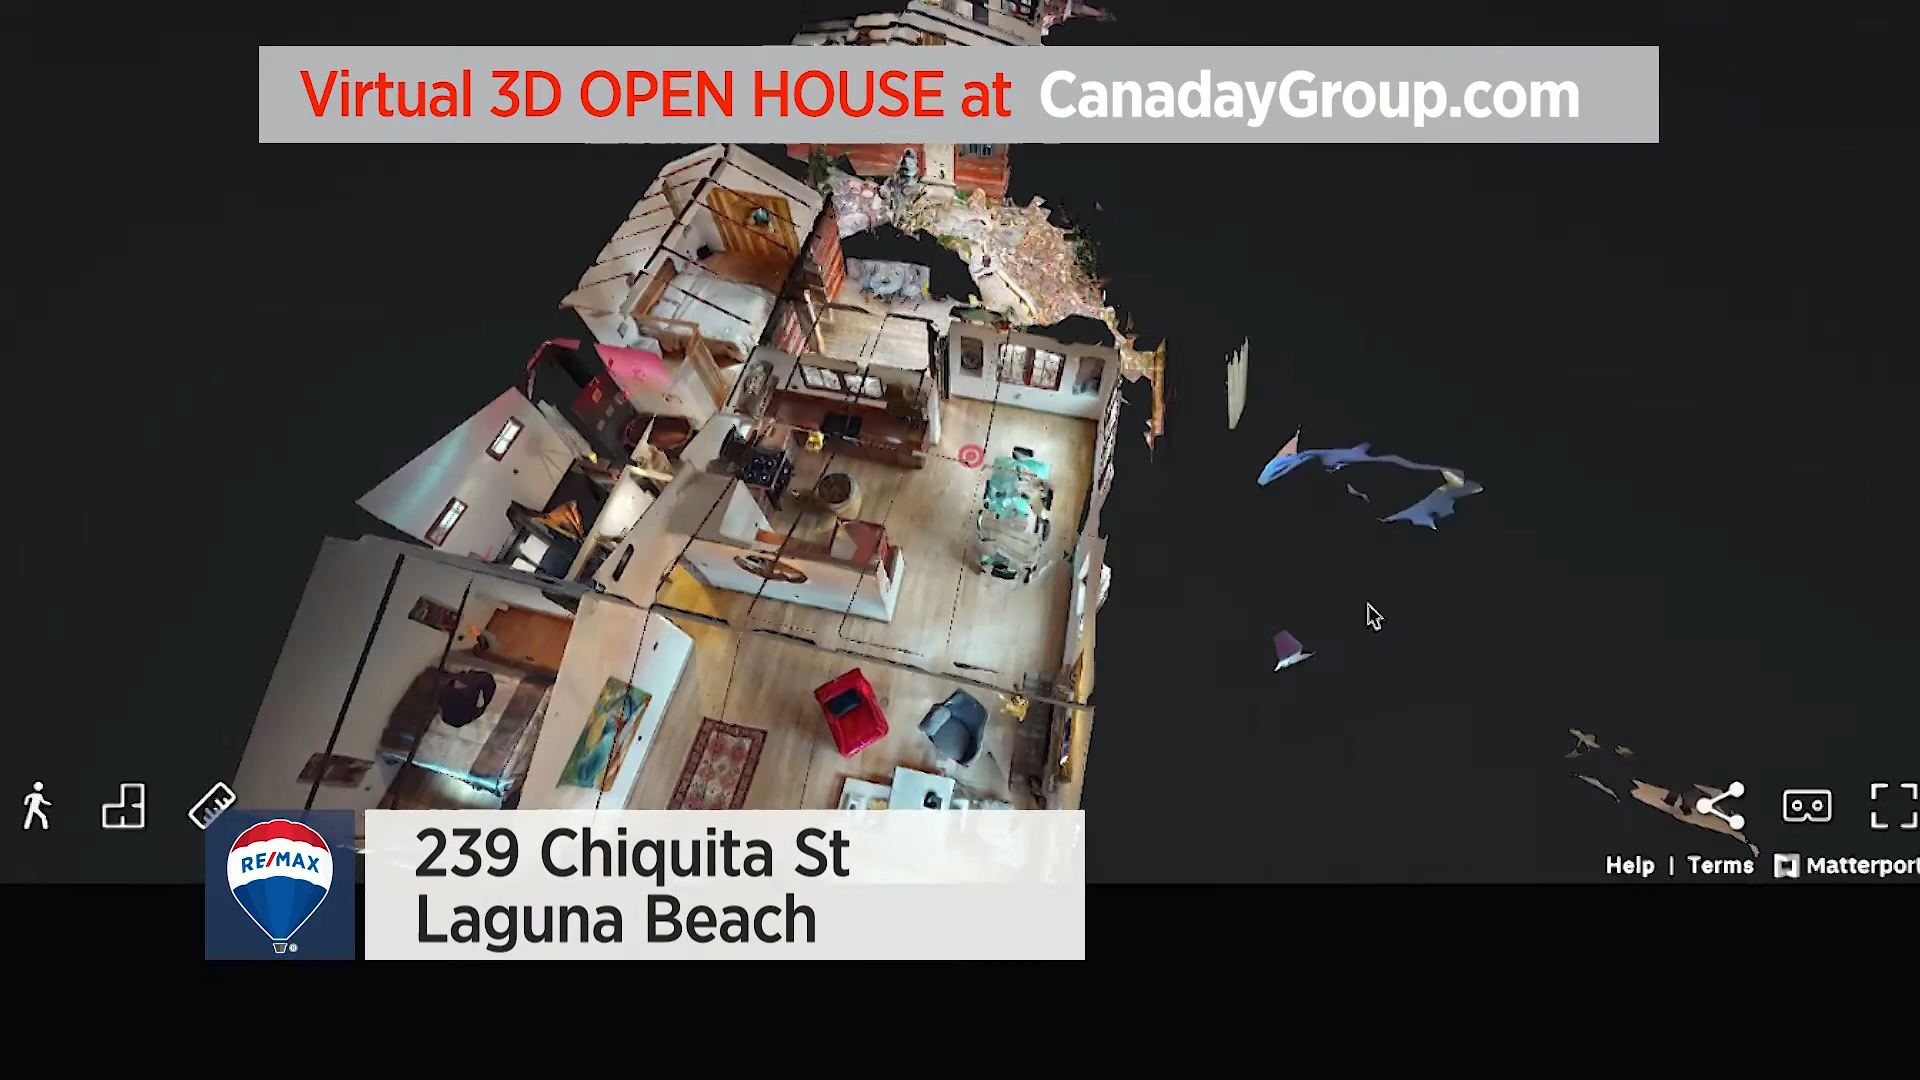 Virtual 3D OPEN HOUSE at CanadayGroup.com
Help | Terms Matterport
RE/MAX
239 Chiquita St
Laguna Beach